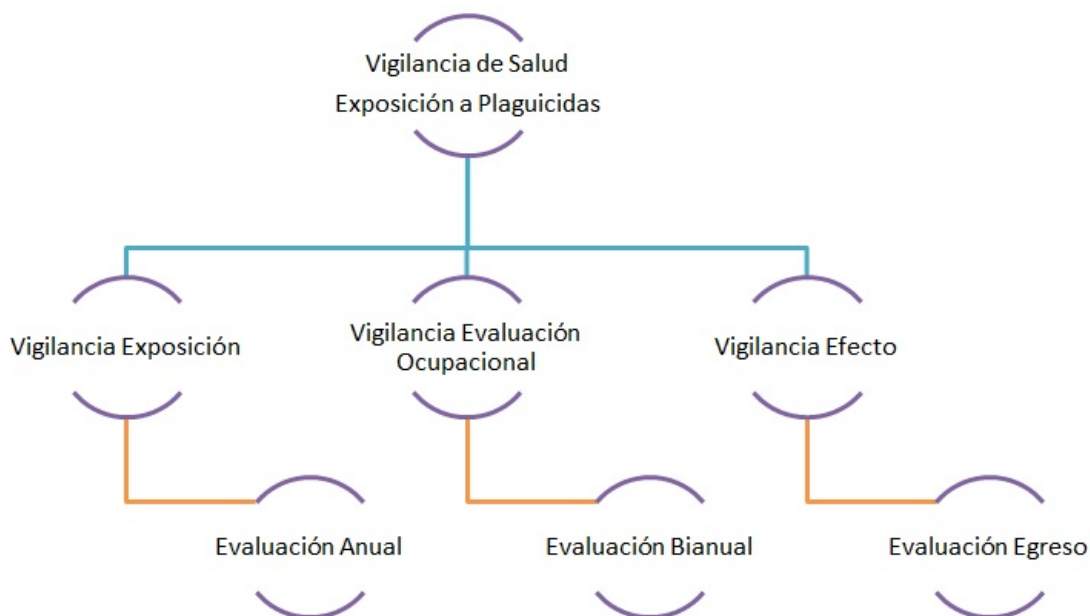 Vigilancia de Salud
Exposición a Plaguicidas
Vigilancia Exposición
Vigilancia Evaluación
Ocupacional
Vigilancia Efecto
Evaluación Anual
Evaluación Bianual
Evaluación Egreso